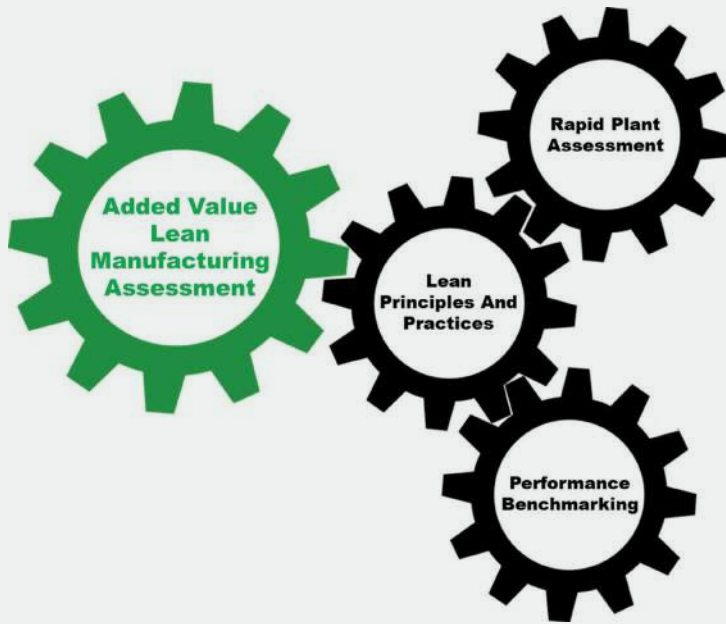 Added Value
Lean
Manufacturing
Assessment
Rapid Plant
Assessment
Lean
Principles And
Practices
Performance
Benchmarking